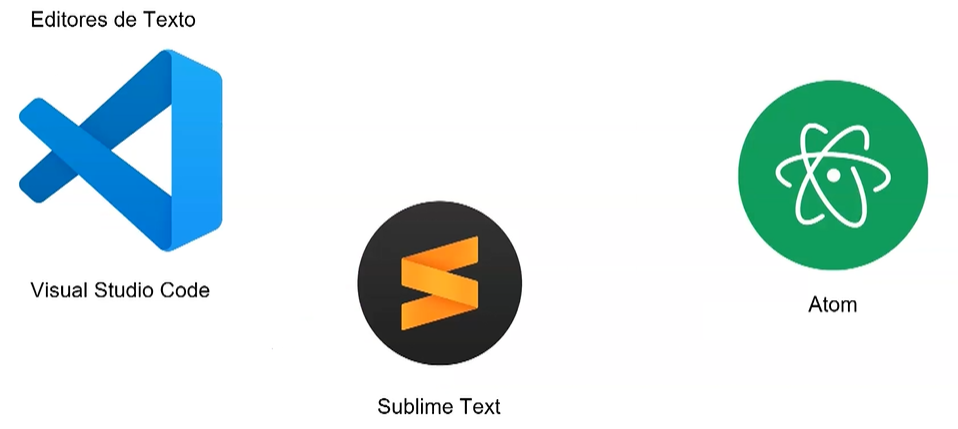 Editores de Texto
Visual Studio Code
Sublime Text
Atom